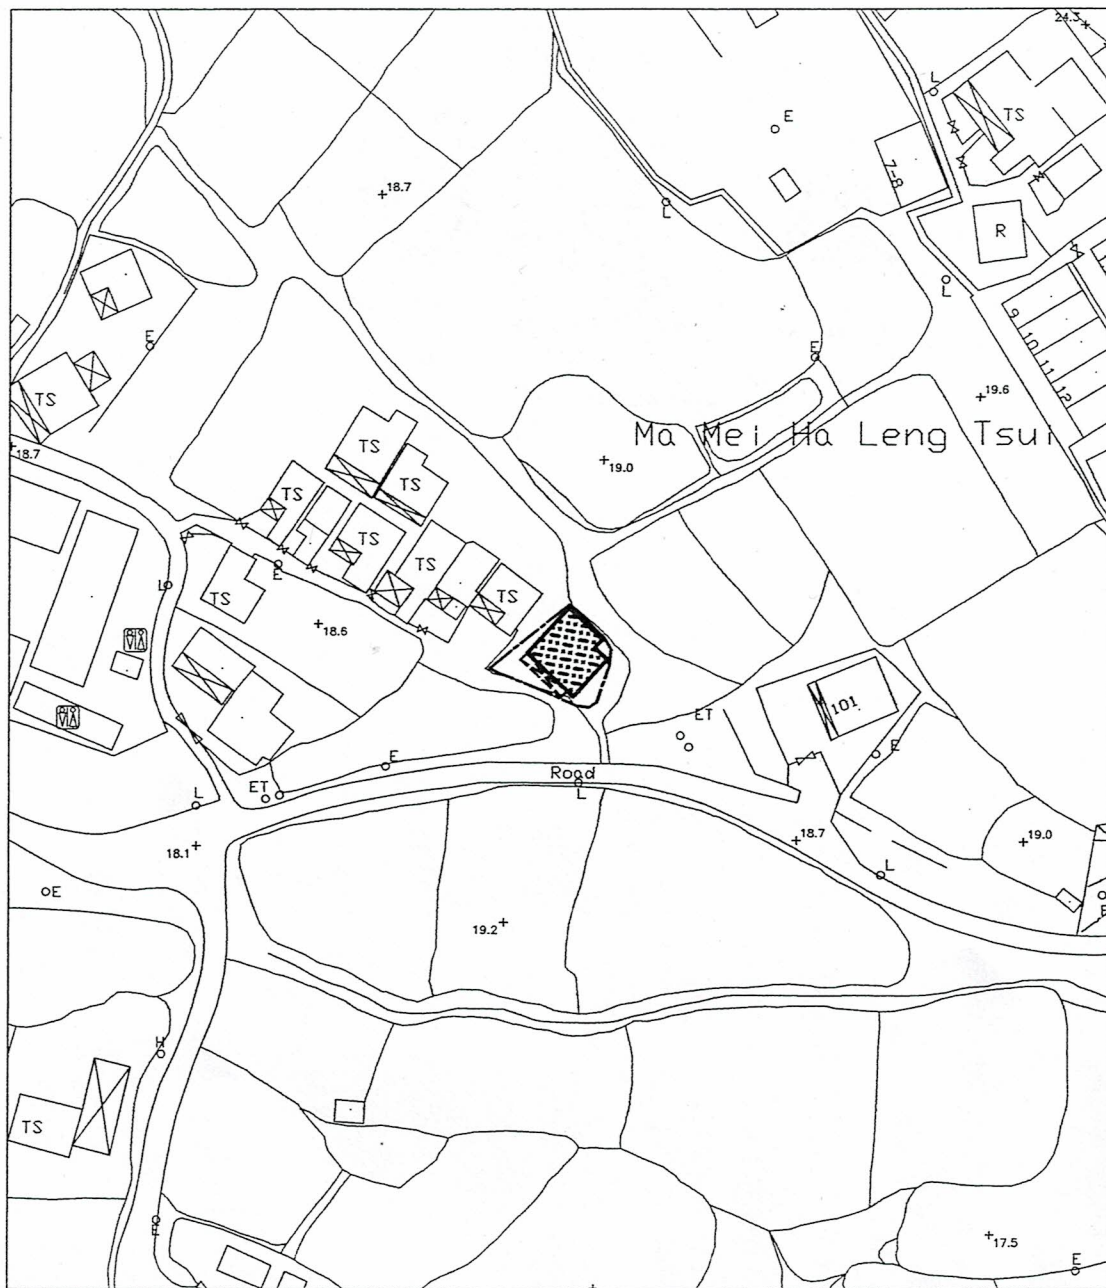 24.3
L
TS
E
7-8
+18.7
L
R
L
E
9
10
11
12
E
TS
+19.6
Ma Mei Ha Leng Tsui
+18.7
+19.0
TS
TS
TS
TS
TS
TS
E
L
TS
+18.6
101
ET
E
E
Road
ET
L
L
18.1+
+18.7
+19.0
L
E
E
19.2+
H
TS
E
+17.5
E